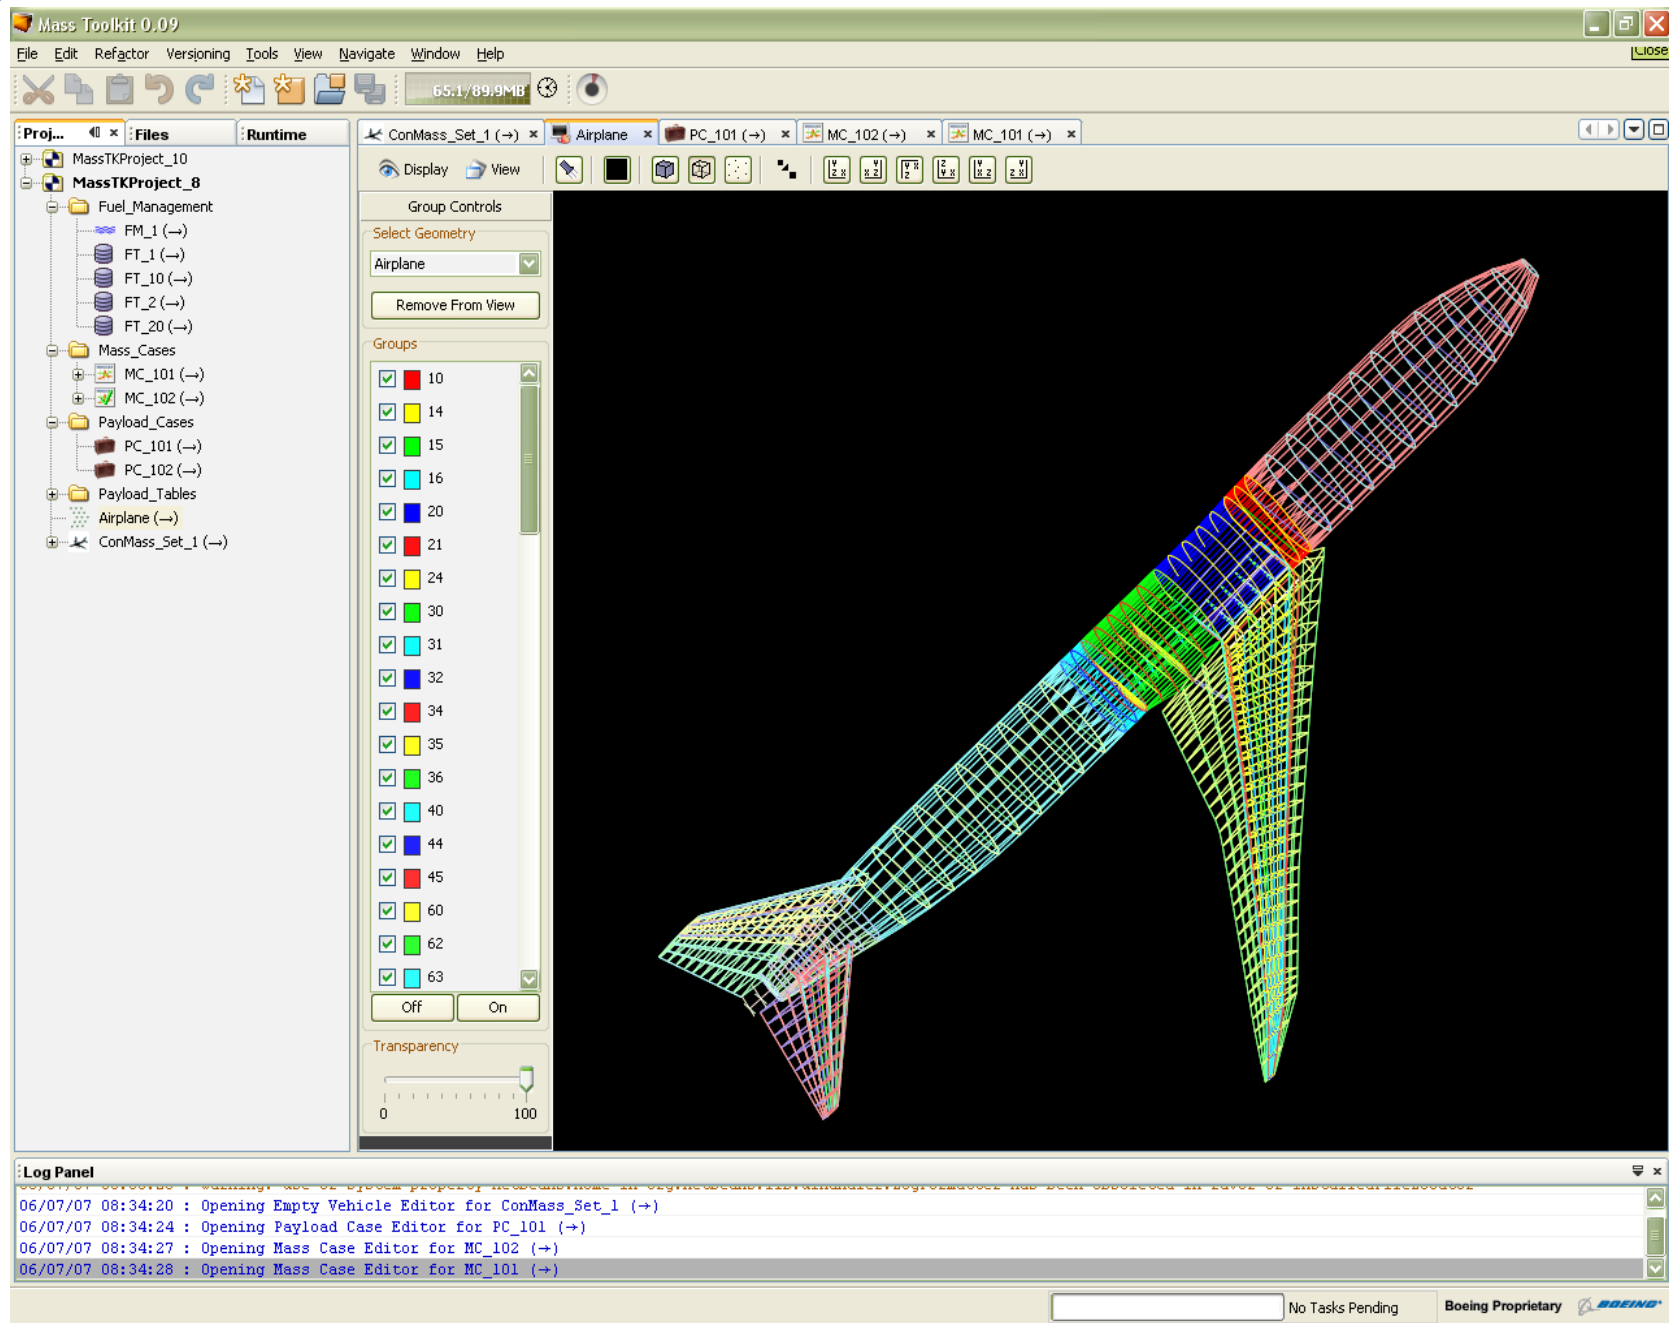 Mass Toolkit 0.09
File Edit Refactor Versioning Tools View Navigate Window Help
Close
65.1/89.9MB
Proj... Files Runtime
ConMass_Set_1 (→) Airplane PC_101 (→) MC_102 (→) MC_101 (→)
MassTKProject_10
MassTKProject_8
Fuel_Management
FM_1 (→)
FT_1 (→)
FT_10 (→)
FT_2 (→)
FT_20 (→)
Mass_Cases
MC_101 (→)
MC_102 (→)
Payload_Cases
PC_101 (→)
PC_102 (→)
Payload_Tables
Airplane (→)
ConMass_Set_1 (→)
Display View
Group Controls
Select Geometry
Airplane
Remove From View
Groups
10
14
15
16
20
21
24
30
31
32
34
35
36
40
44
45
60
62
63
Off On
Transparency
0 100
Log Panel
06/07/07 08:34:20 : Opening Empty Vehicle Editor for ConMass_Set_1 (→)
06/07/07 08:34:24 : Opening Payload Case Editor for PC_101 (→)
06/07/07 08:34:27 : Opening Mass Case Editor for MC_102 (→)
06/07/07 08:34:28 : Opening Mass Case Editor for MC_101 (→)
No Tasks Pending Boeing Proprietary BOEING